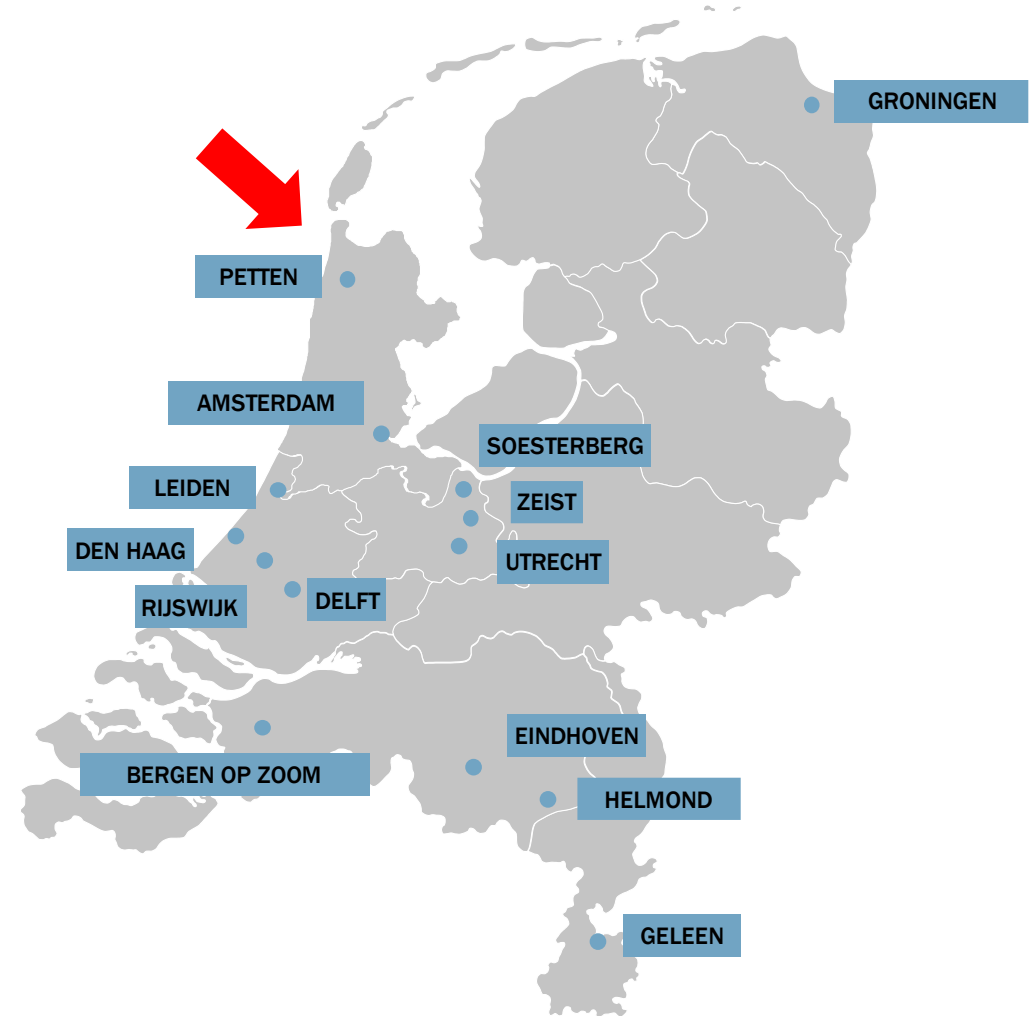 GRONINGEN
PETTEN
AMSTERDAM
SOESTERBERG
LEIDEN
ZEIST
DEN HAAG
UTRECHT
RIJSWIJK
DELFT
EINDHOVEN
BERGEN OP ZOOM
HELMOND
GELEEN